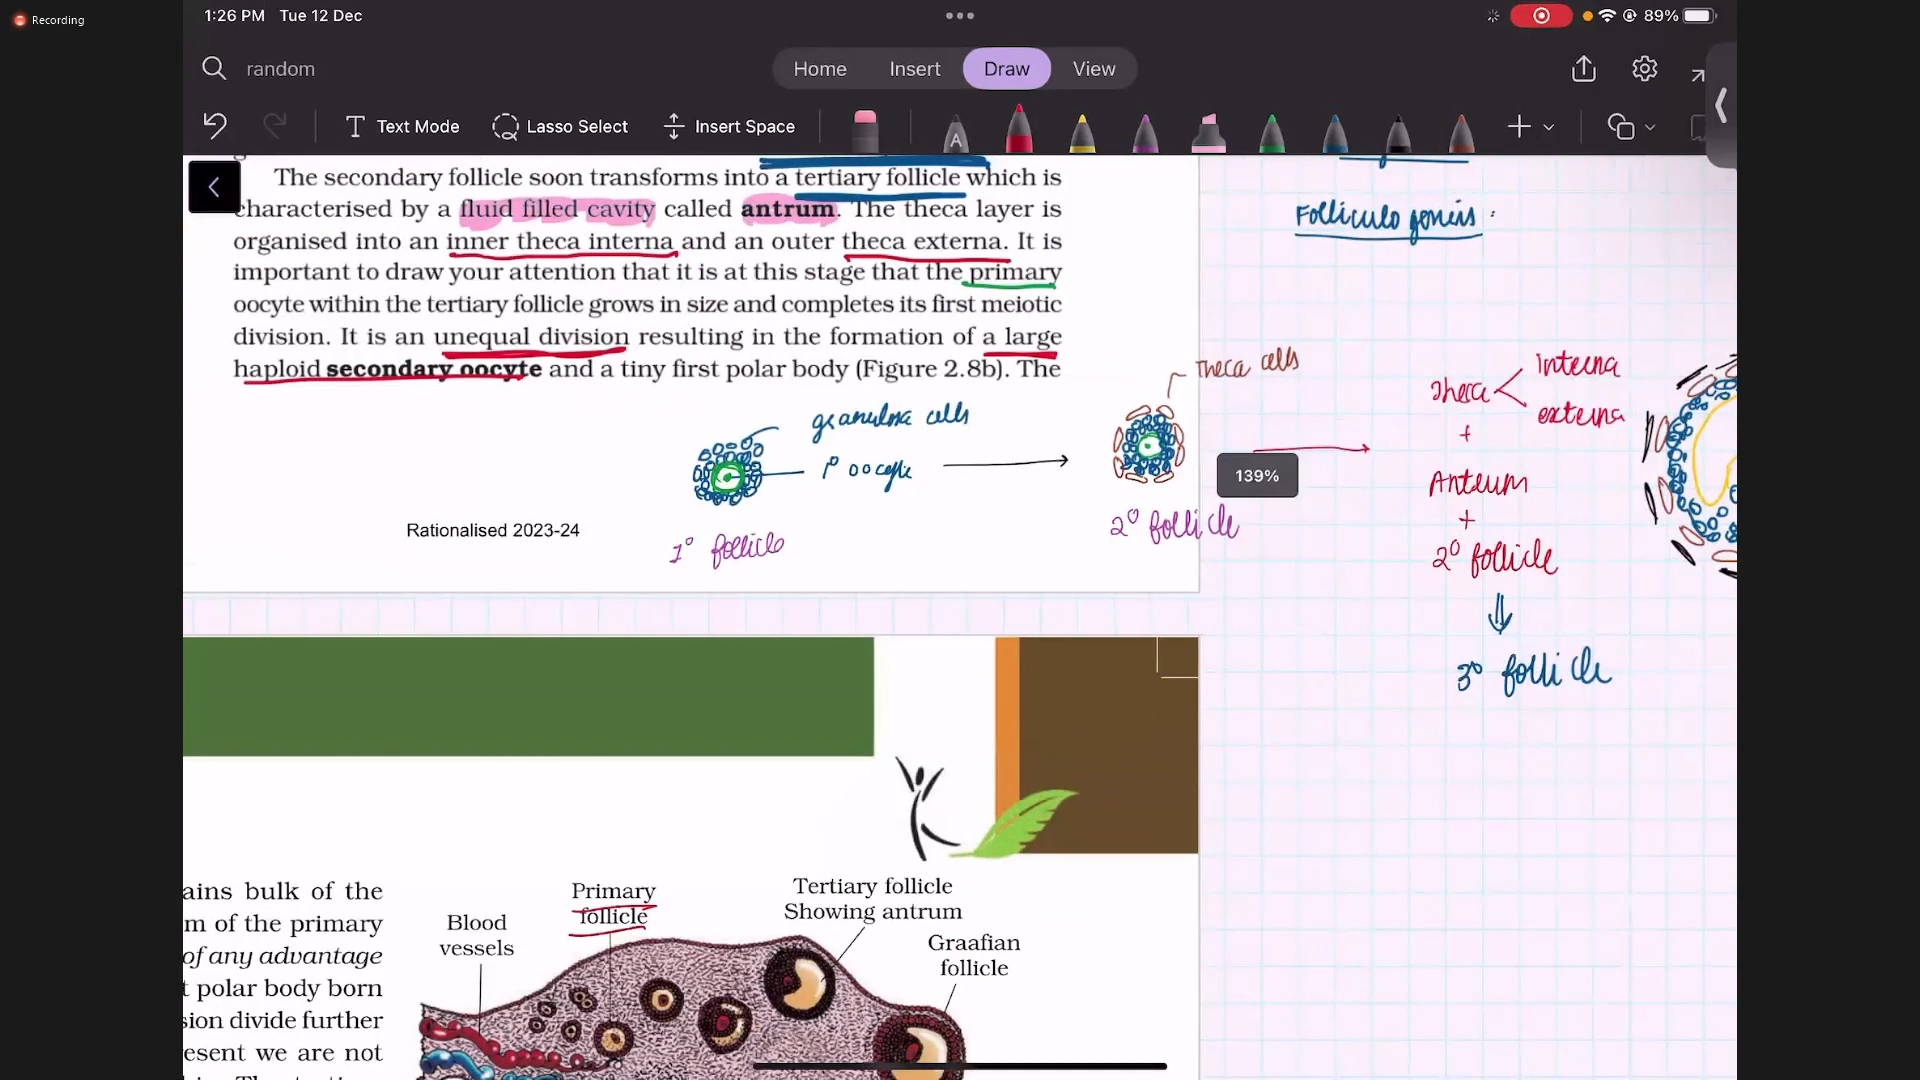 Recording
1:26 PM Tue 12 Dec
89%
random
Home Insert Draw View
Text Mode Lasso Select Insert Space
A
The secondary follicle soon transforms into a tertiary follicle which is
characterised by a fluid filled cavity called antrum. The theca layer is
organised into an inner theca interna and an outer theca externa. It is
important to draw your attention that it is at this stage that the primary
oocyte within the tertiary follicle grows in size and completes its first meiotic
division. It is an unequal division resulting in the formation of a large
haploid secondary oocyte and a tiny first polar body (Figure 2.8b). The
granulosa cells
1° oocyte
1° follicle
Theca cells
2° follicle
139%
Rationalised 2023-24
Folliculogenesis :
Theca
interna
externa
+
Antrum
+
2° follicle
3° follicle
ains bulk of the
m of the primary
of any advantage
t polar body born
sion divide further
esent we are not
Blood
vessels
Primary
follicle
Tertiary follicle
Showing antrum
Graafian
follicle